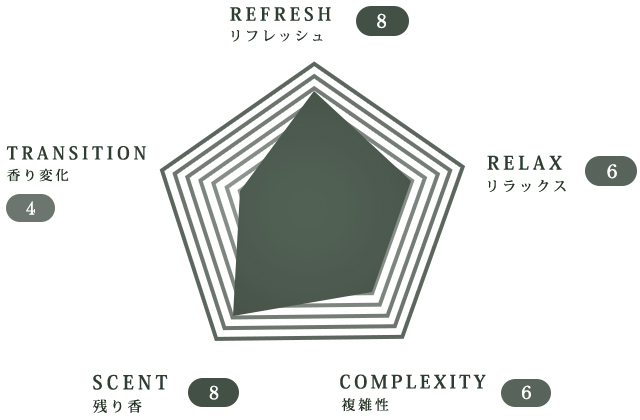 REFRESH
リフレッシュ
8
TRANSITION
香り変化
4
RELAX
リラックス
6
SCENT
残り香
8
COMPLEXITY
複雑性
6